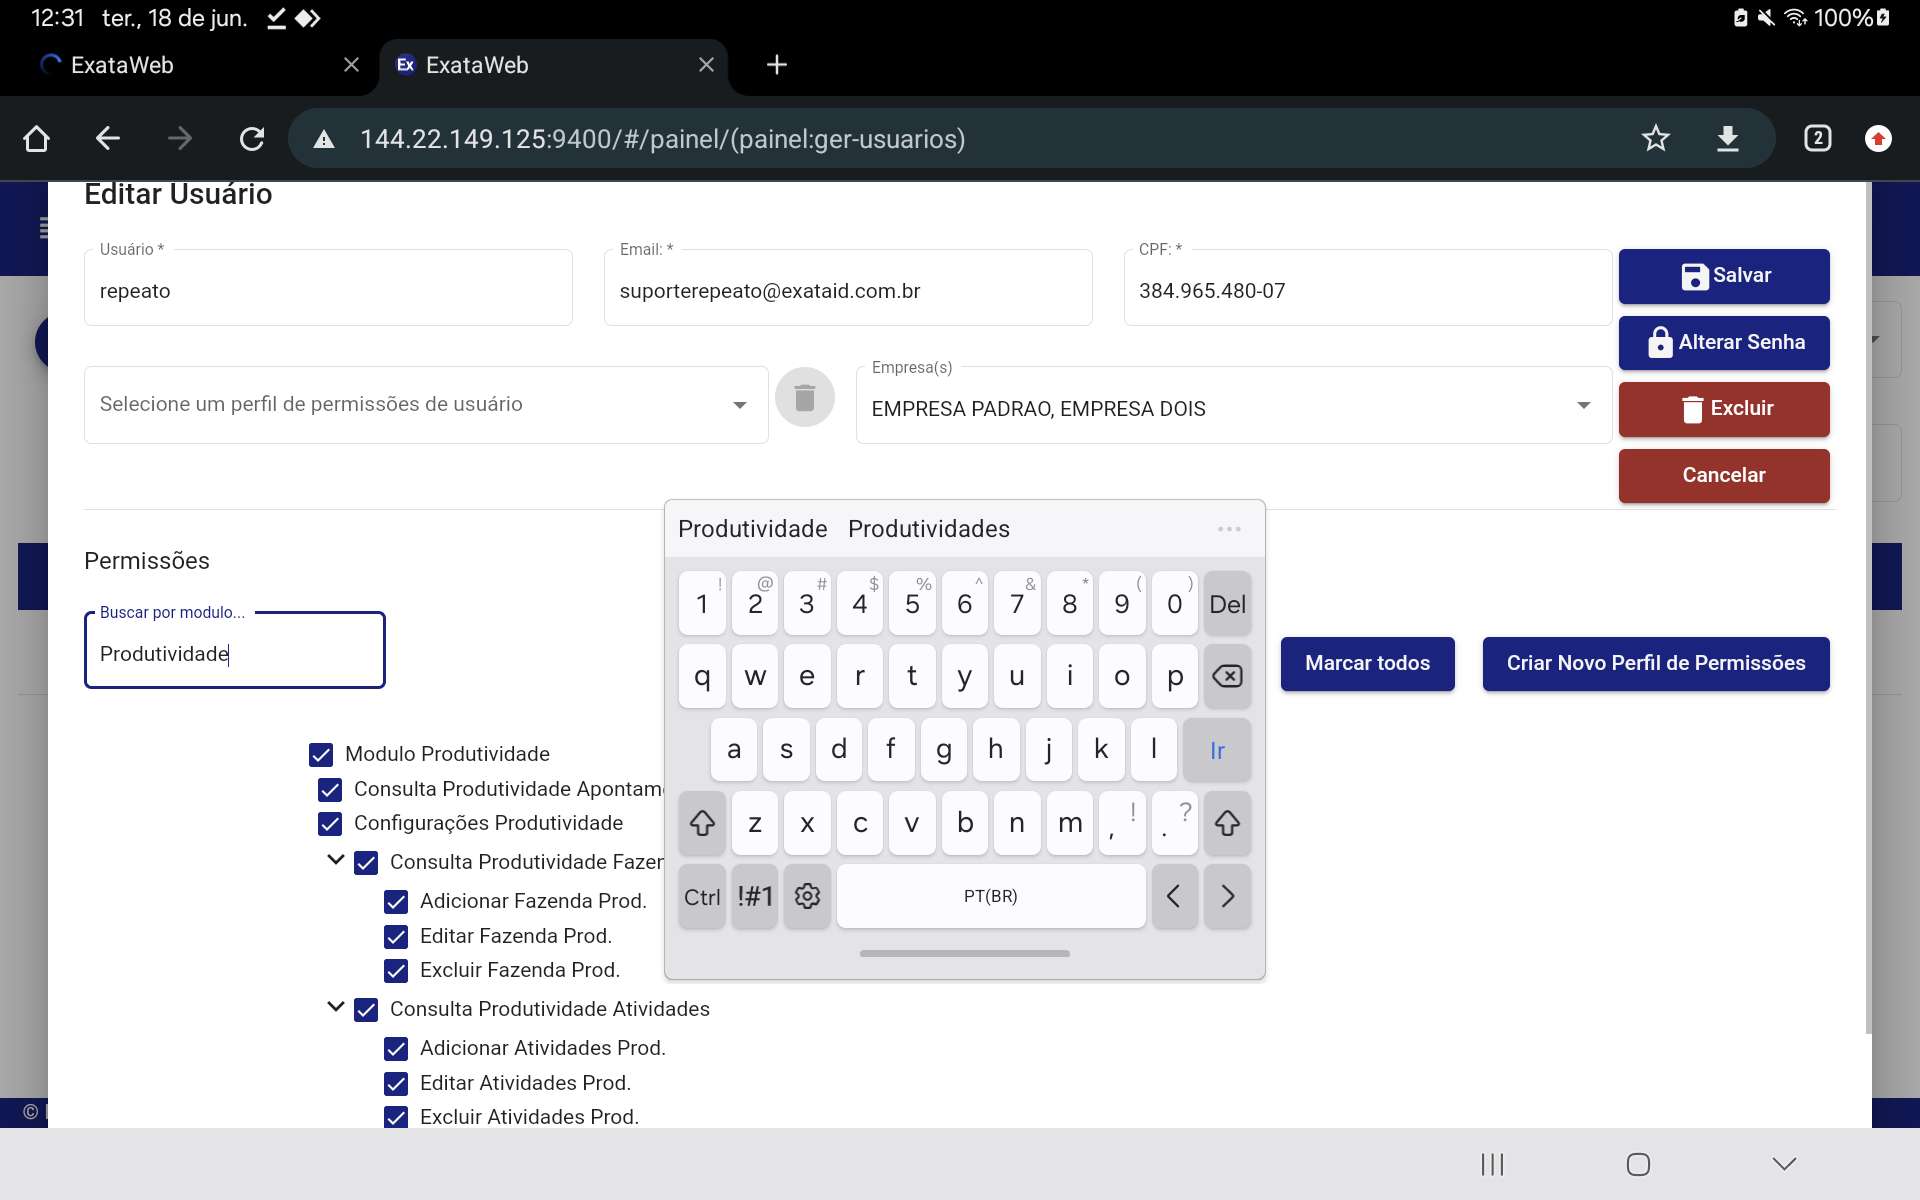 12:31 ter., 18 de jun. 100%
ExataWeb Ex ExataWeb
144.22.149.125:9400/#/painel/(painel:ger-usuarios) 2
Editar Usuário
Usuário * Email: * CPF: *
repeato suporterepeato@exataid.com.br 384.965.480-07
Salvar
Alterar Senha
Empresa(s)
Selecione um perfil de permissões de usuário EMPRESA PADRAO, EMPRESA DOIS
Excluir
Cancelar
Permissões
Buscar por modulo...
Produtividade
Marcar todos Criar Novo Perfil de Permissões
Modulo Produtividade
Consulta Produtividade Apontam
Configurações Produtividade
Consulta Produtividade Fazen
Adicionar Fazenda Prod.
Editar Fazenda Prod.
Excluir Fazenda Prod.
Consulta Produtividade Atividades
Adicionar Atividades Prod.
Editar Atividades Prod.
Excluir Atividades Prod.
Produtividade Produtividades ...
! @ # $ % ^ & * ( )
1 2 3 4 5 6 7 8 9 0 Del
q w e r t y u i o p
a s d f g h j k l Ir
z x c v b n m , ! . ?
Ctrl !#1 PT(BR) < >
©